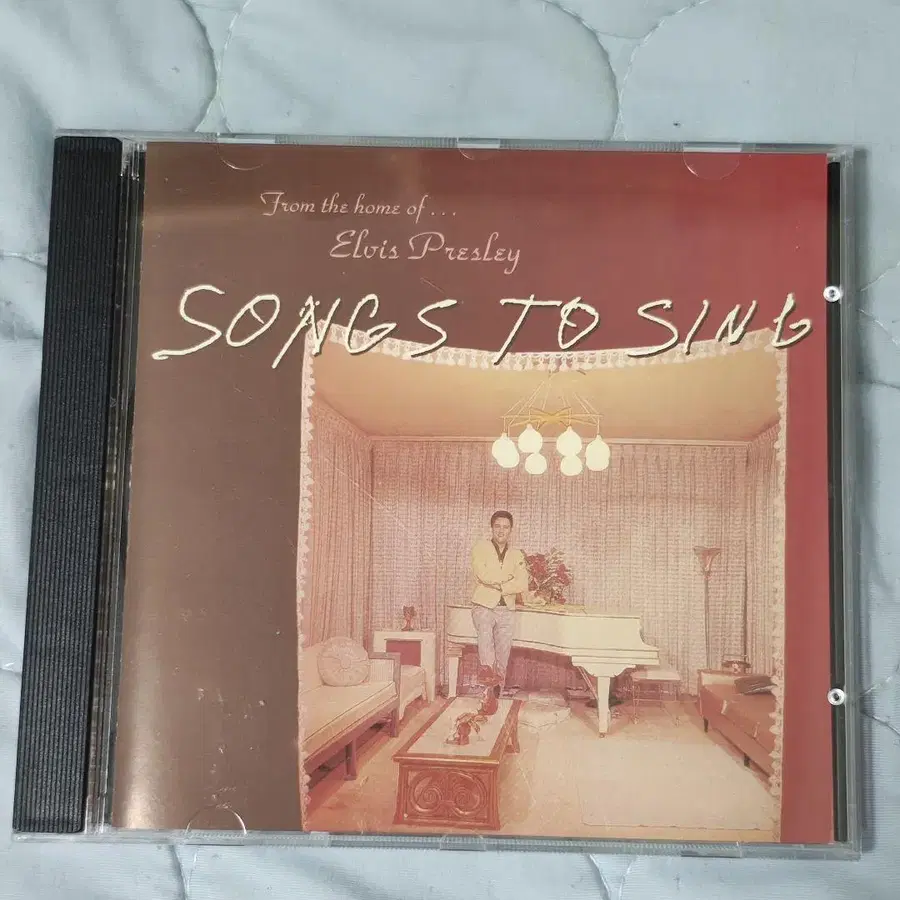 From the home of...
Elvis Presley
SONGS TO SING